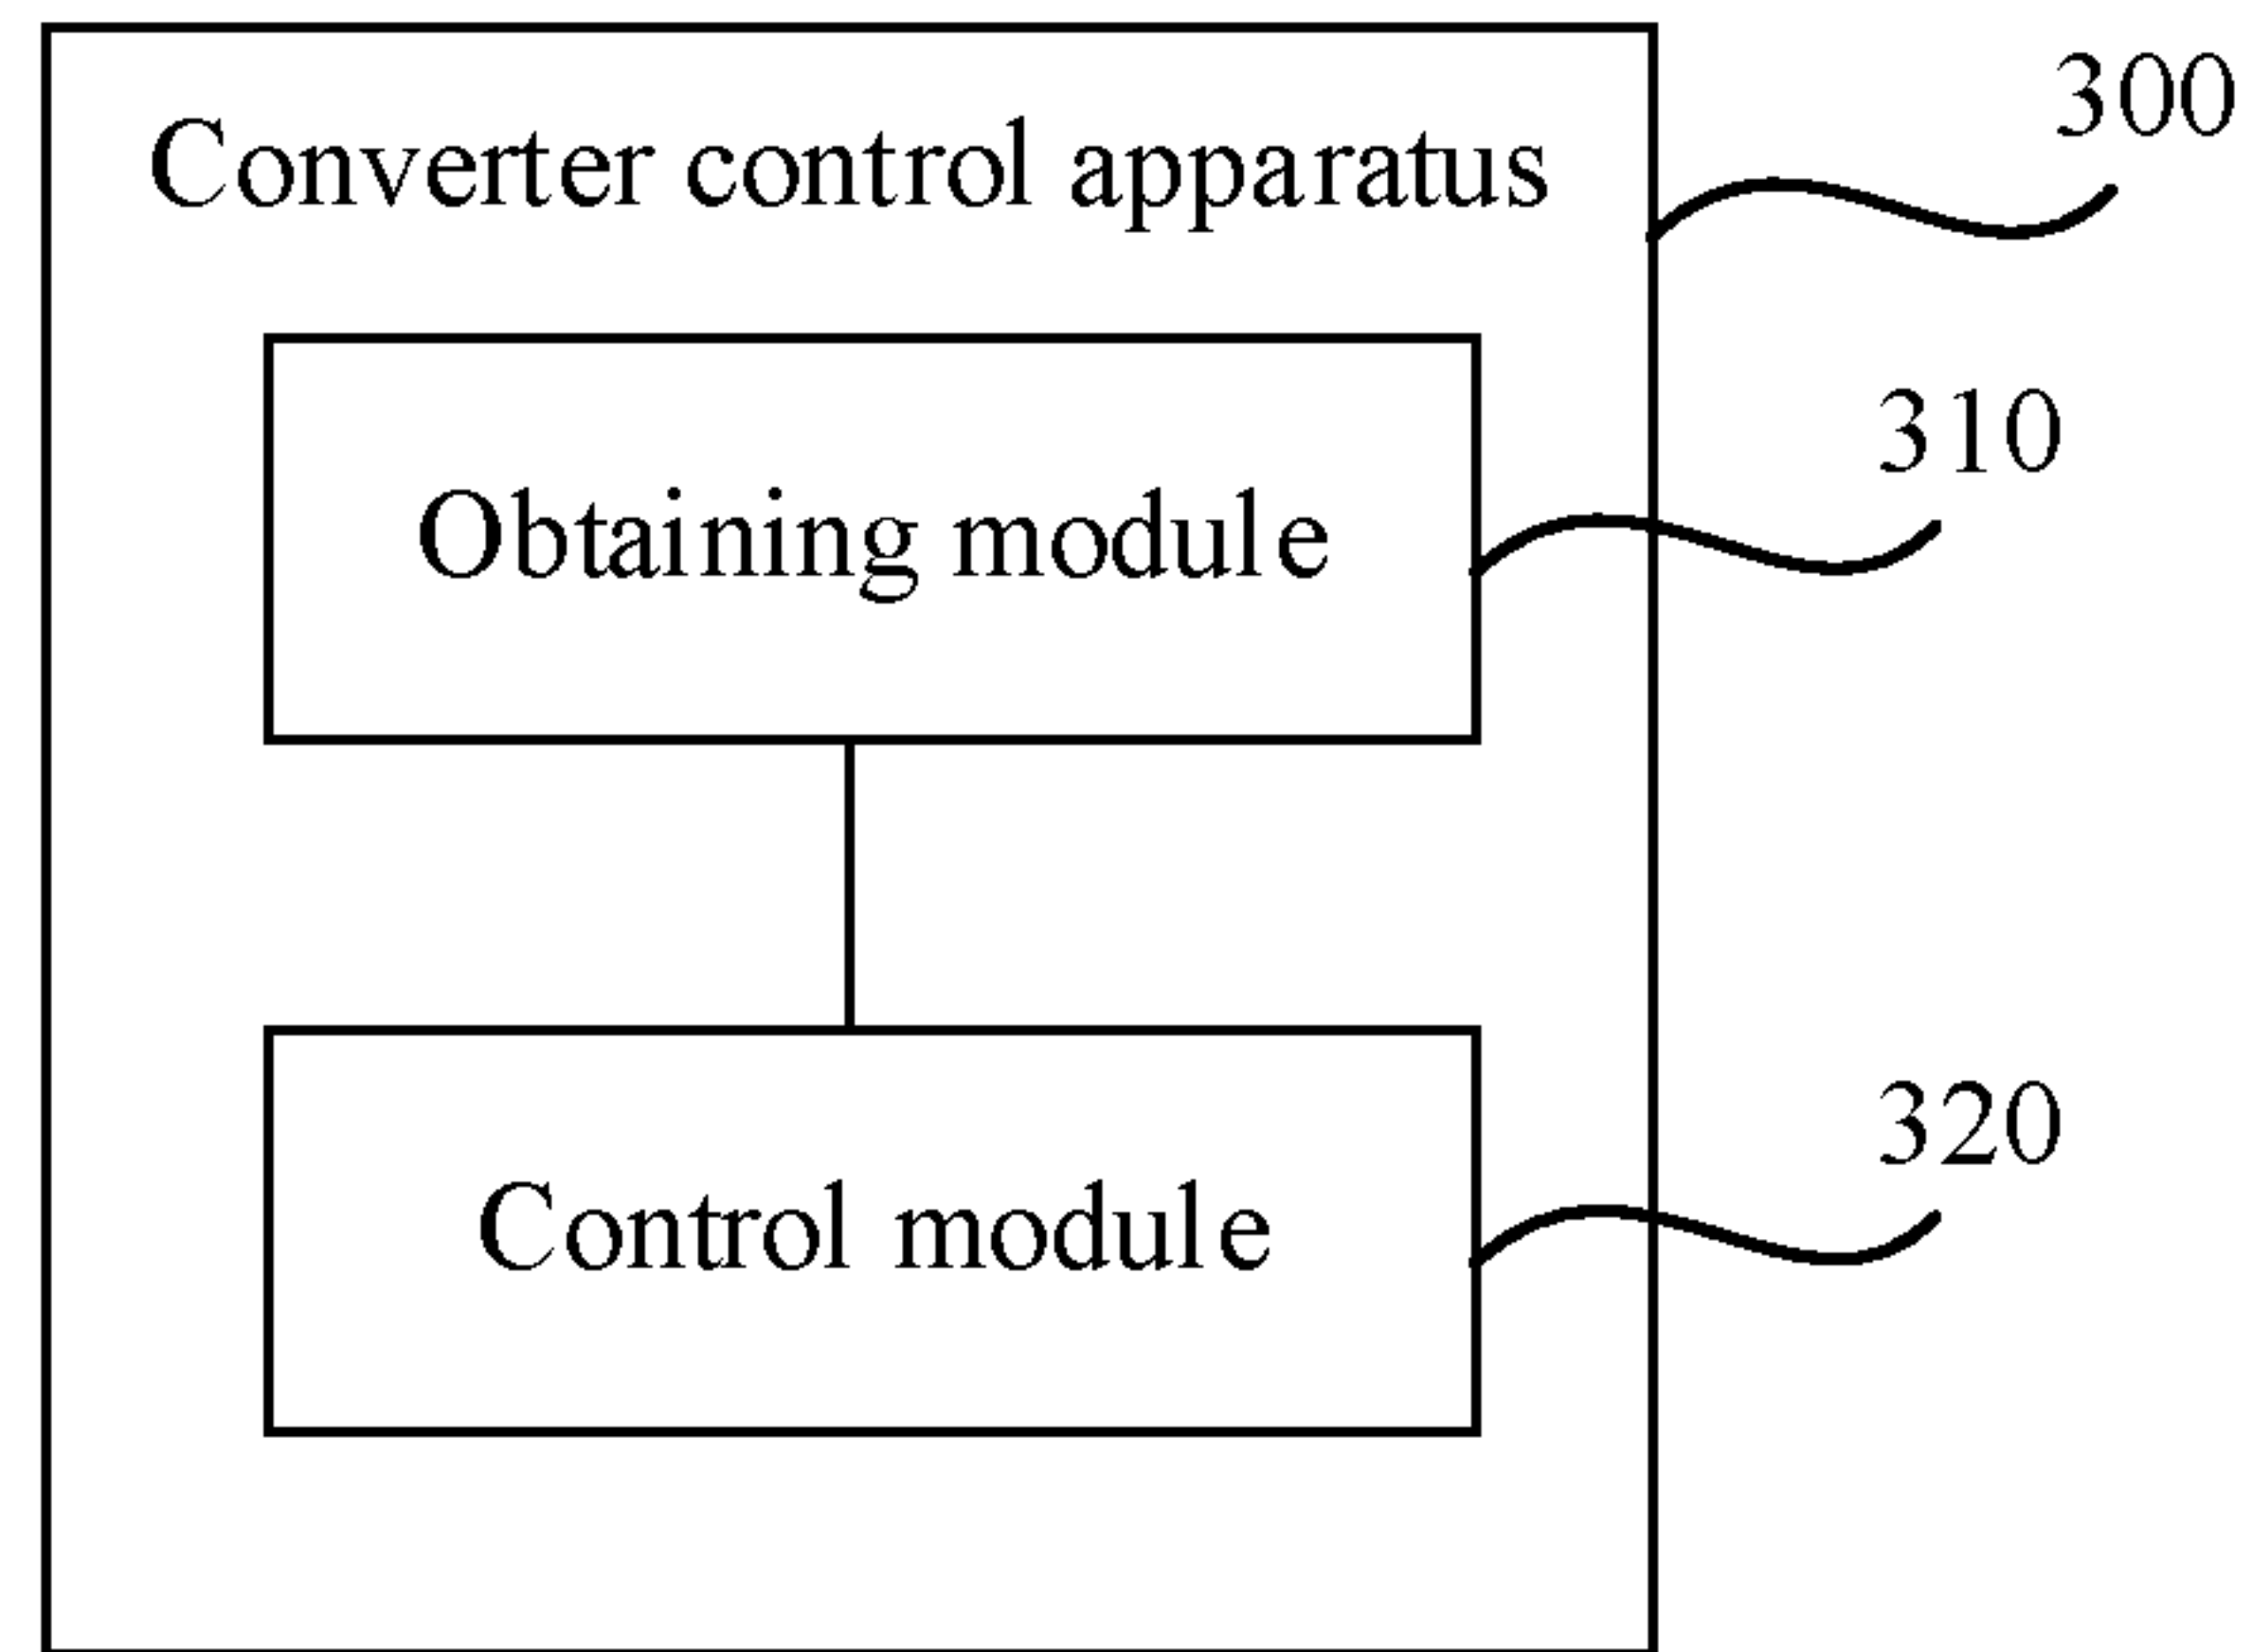 300
Converter control apparatus
310
Obtaining module
320
Control module